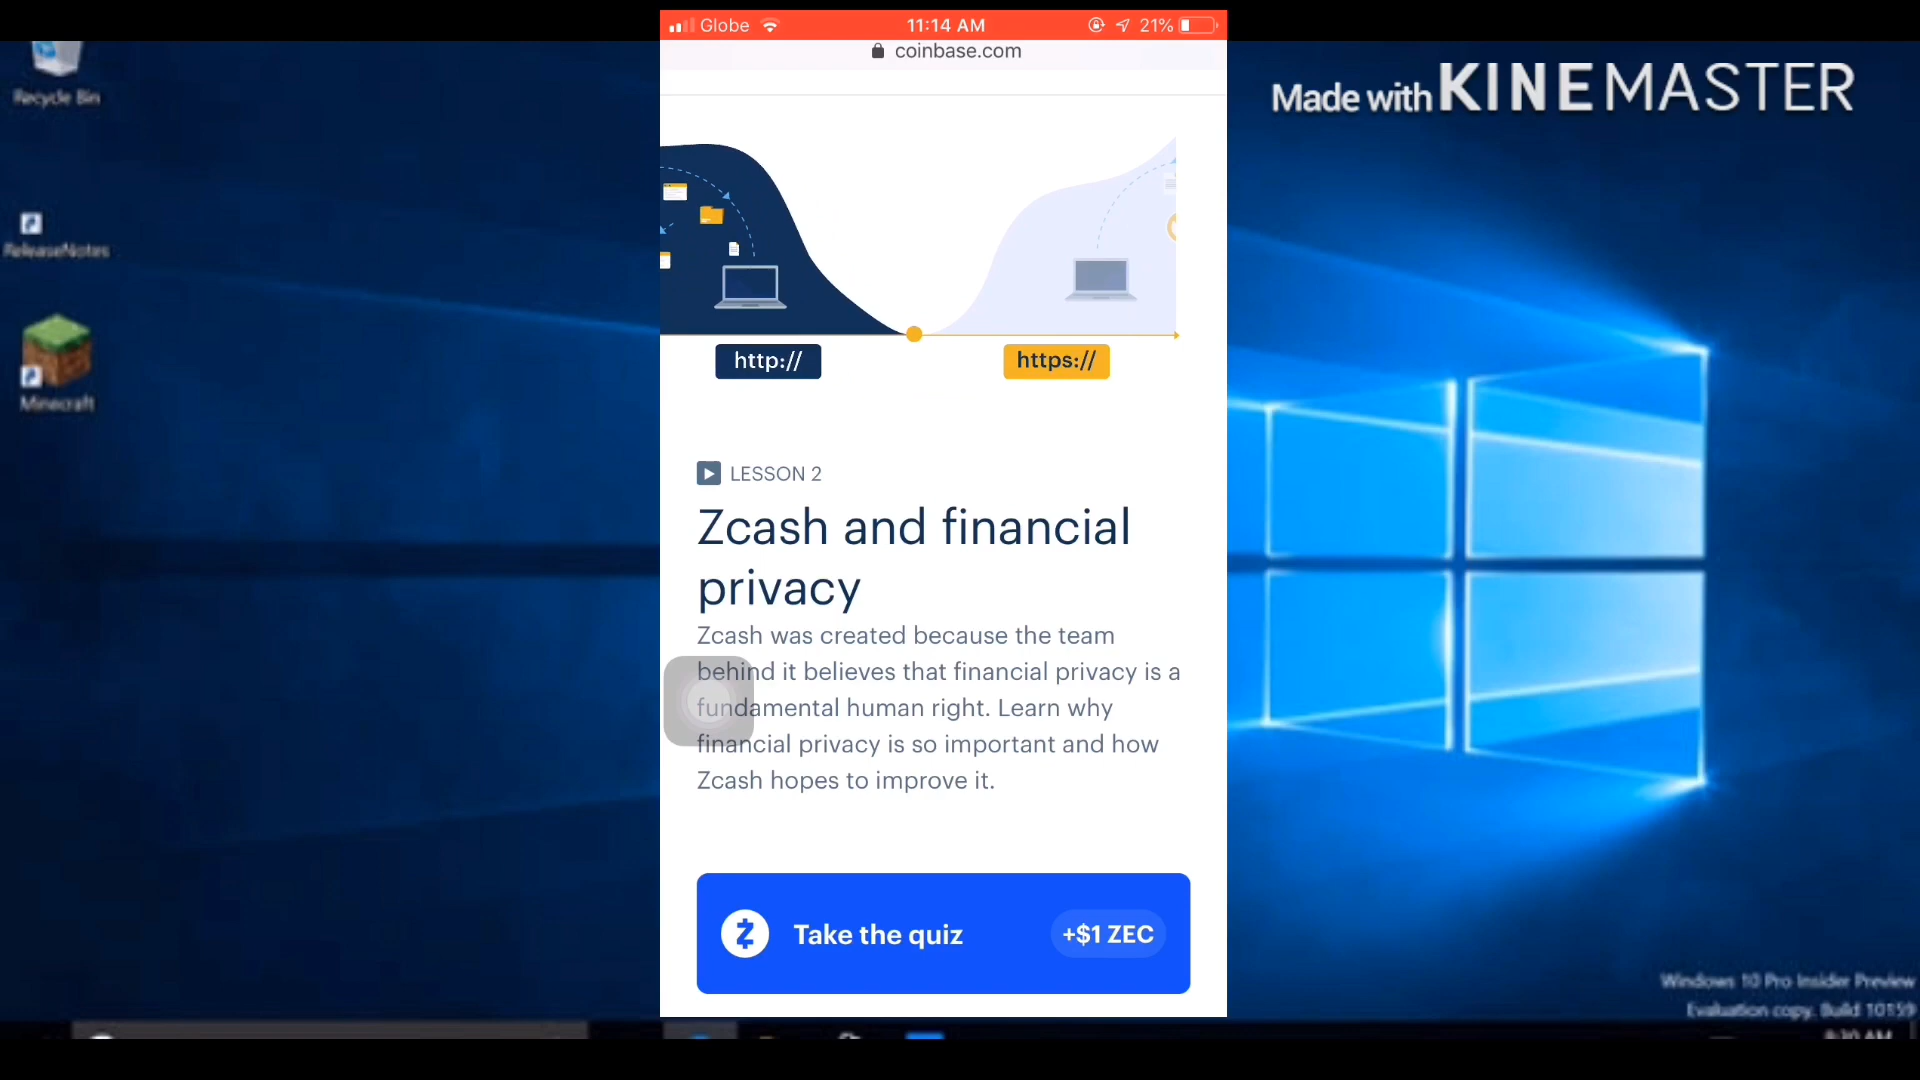 Globe
11:14 AM
21%
coinbase.com
Made with KINEMASTER
Recycle Bin
ReleaseNotes
Minecraft
http://
https://
LESSON 2
Zcash and financial
privacy
Zcash was created because the team
behind it believes that financial privacy is a
fundamental human right. Learn why
financial privacy is so important and how
Zcash hopes to improve it.
Take the quiz
+$1 ZEC
Windows 10 Pro Insider Preview
Evaluation copy. Build 10159